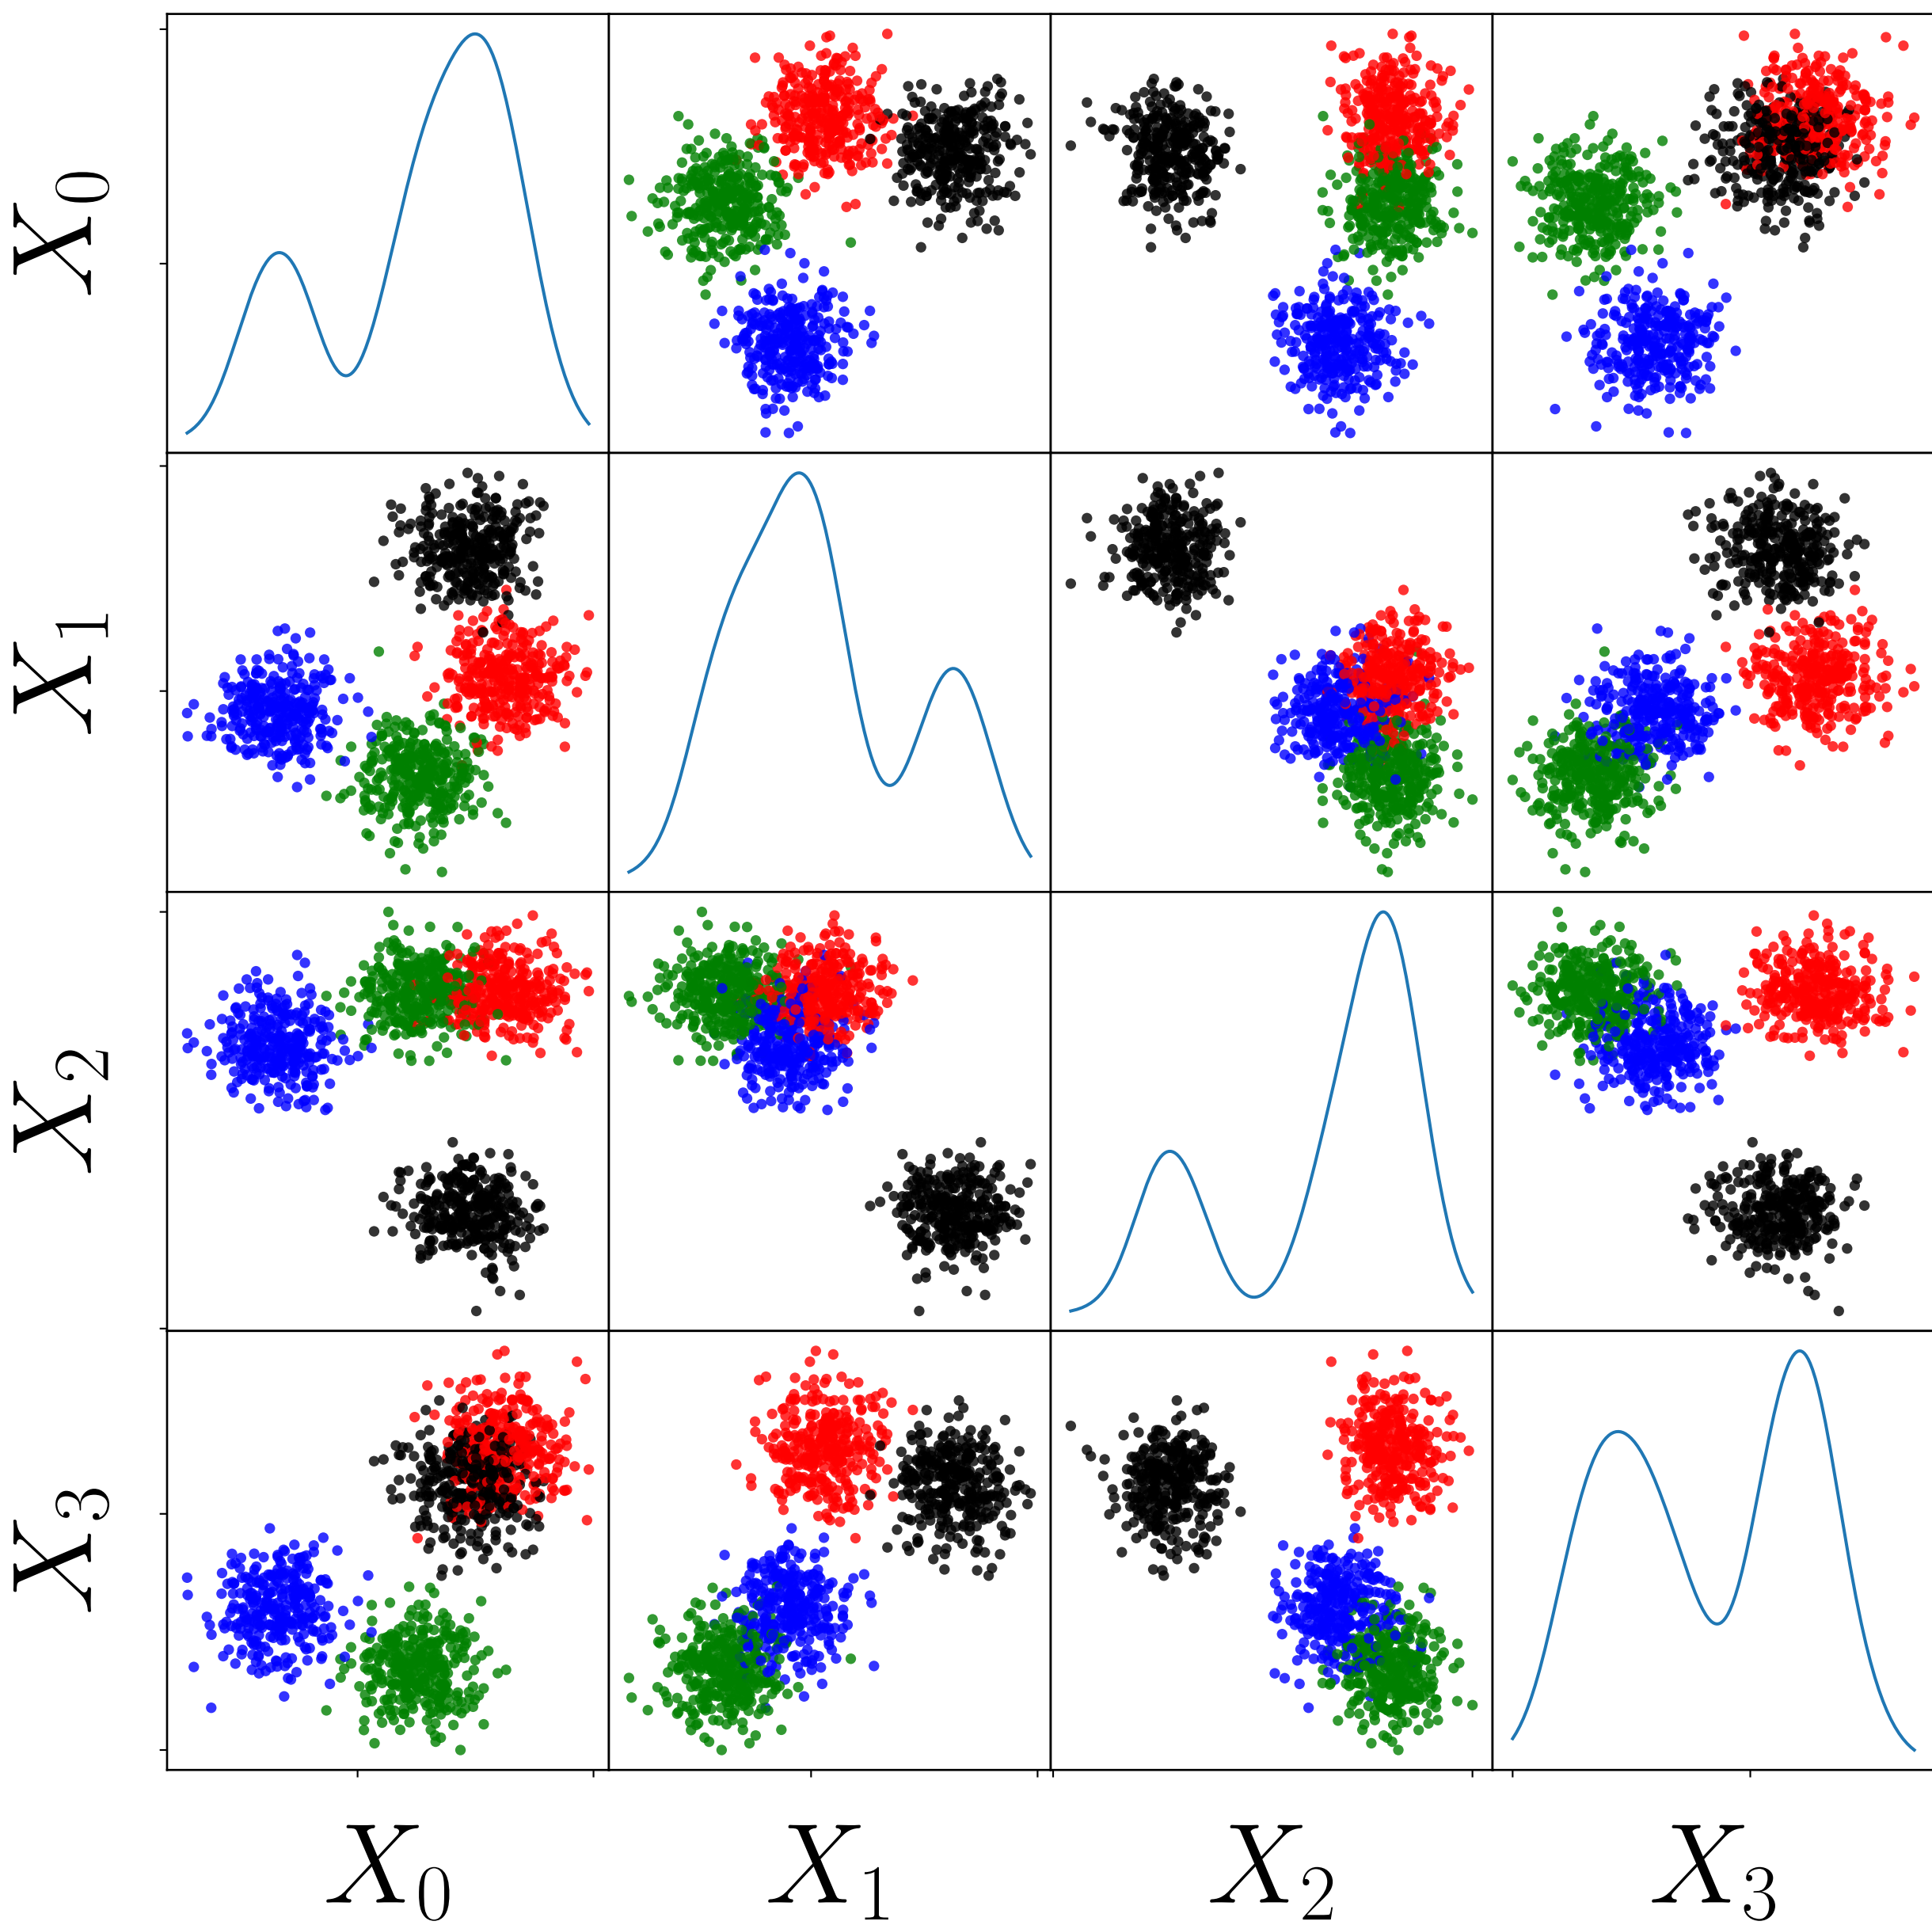 X₀
X₁
X₂
X₃
X₀ X₁ X₂ X₃